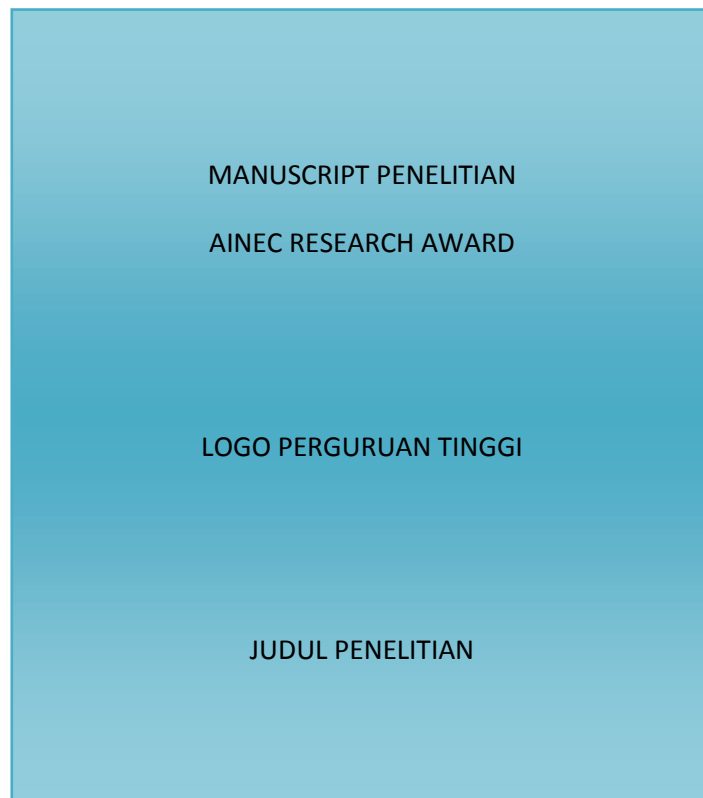 MANUSCRIPT PENELITIAN
AINEC RESEARCH AWARD
LOGO PERGURUAN TINGGI
JUDUL PENELITIAN